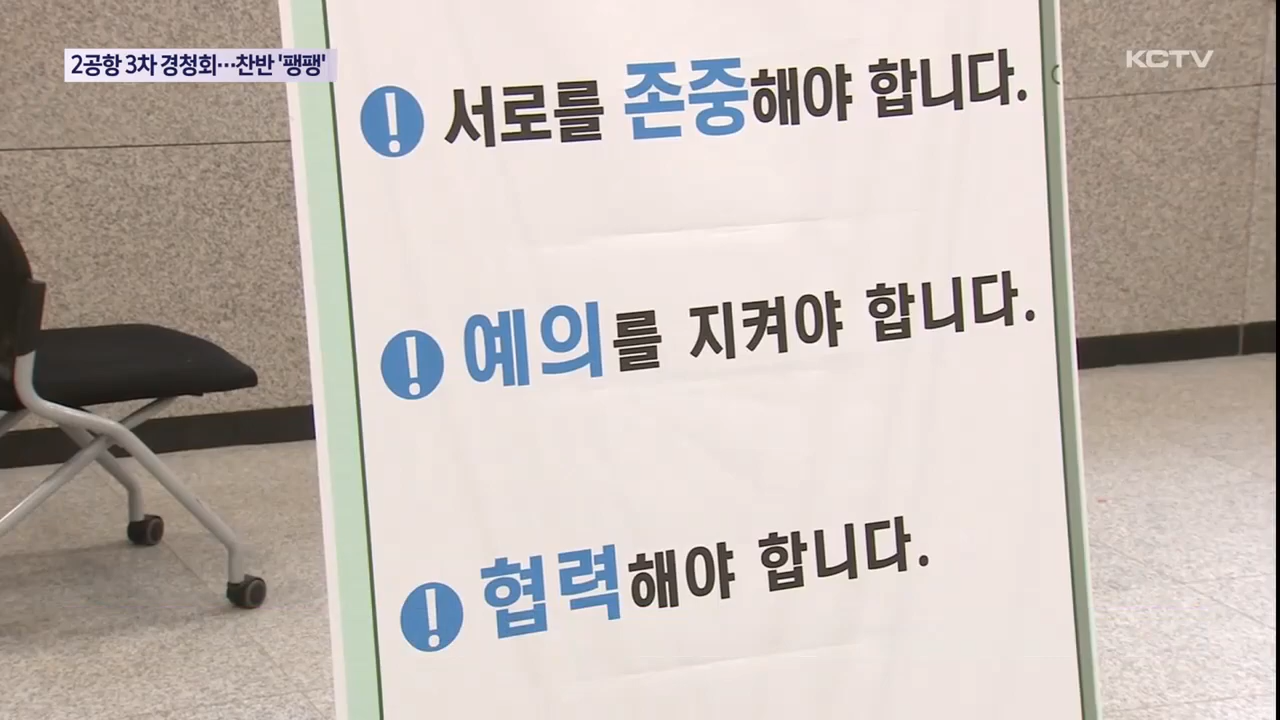 2공항 3차 경청회…찬반 '팽팽'
KCTV
! 서로를 존중해야 합니다.
! 예의를 지켜야 합니다.
! 협력해야 합니다.